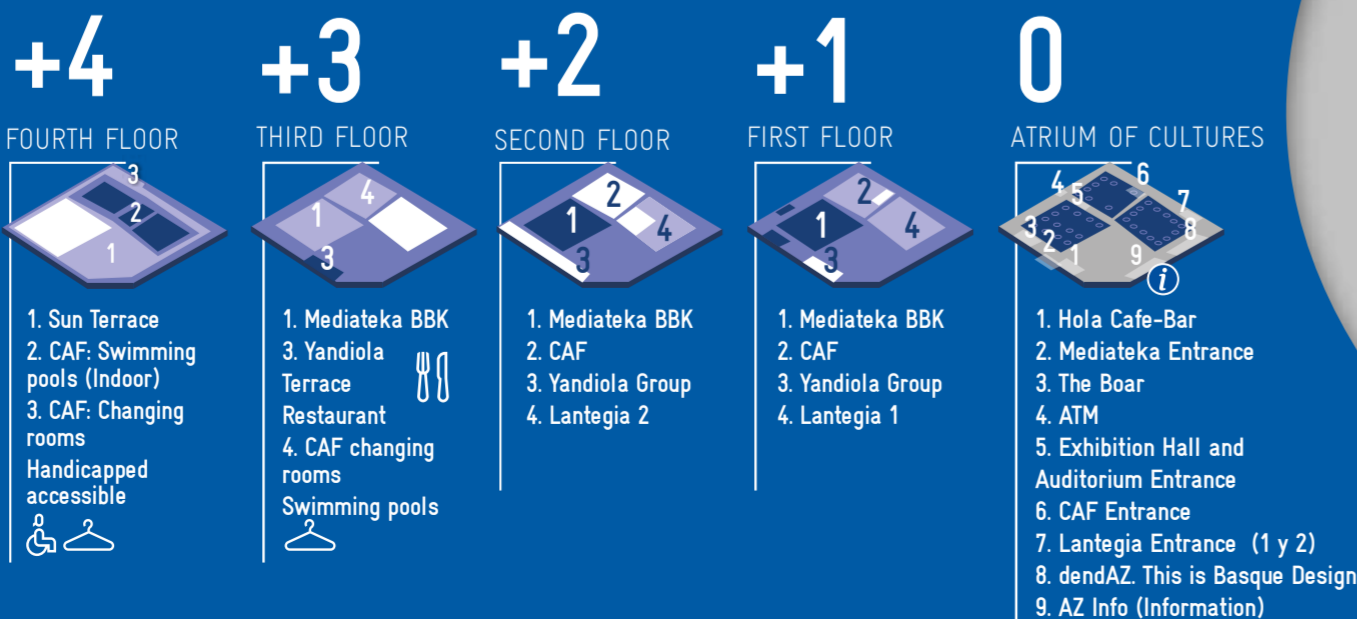 +4
FOURTH FLOOR
3
2
1
1. Sun Terrace
2. CAF: Swimming
pools (Indoor)
3. CAF: Changing
rooms
Handicapped
accessible
+3
THIRD FLOOR
4
1
3
1. Mediateka BBK
3. Yandiola
Terrace
Restaurant
4. CAF changing
rooms
Swimming pools
+2
SECOND FLOOR
2
1
4
3
1. Mediateka BBK
2. CAF
3. Yandiola Group
4. Lantegia 2
+1
FIRST FLOOR
2
1
4
3
1. Mediateka BBK
2. CAF
3. Yandiola Group
4. Lantegia 1
0
ATRIUM OF CULTURES
6
4
5
7
3
8
2
1
9
i
1. Hola Cafe-Bar
2. Mediateka Entrance
3. The Boar
4. ATM
5. Exhibition Hall and
Auditorium Entrance
6. CAF Entrance
7. Lantegia Entrance (1 y 2)
8. dendAZ. This is Basque Design
9. AZ Info (Information)